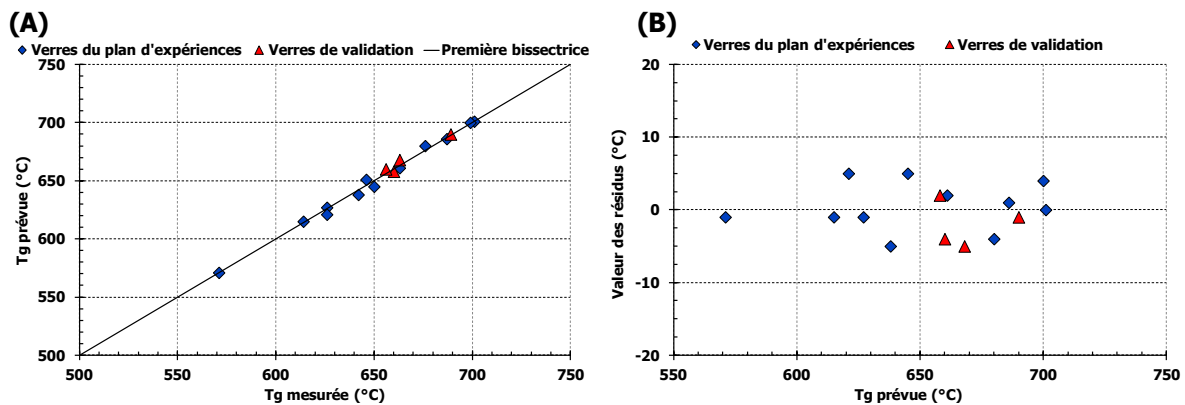 (A)
Verres du plan d'expériences Verres de validation Première bissectrice
750
700
650
600
550
500
500 550 600 650 700 750
Tg prévue (°C)
Tg mesurée (°C)
(B)
Verres du plan d'expériences Verres de validation
20
10
0
-10
-20
550 600 650 700 750
Valeur des résidus (°C)
Tg prévue (°C)